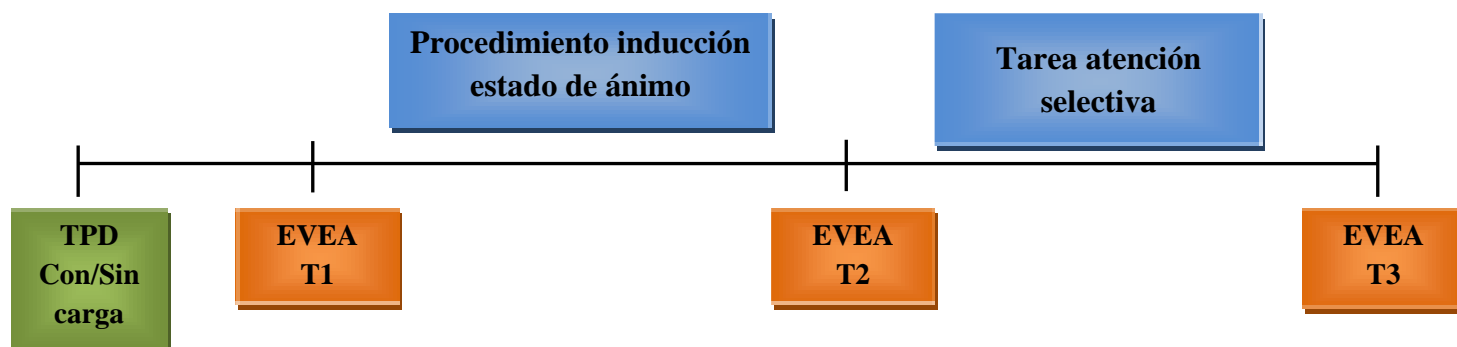 Procedimiento inducción
estado de ánimo
Tarea atención
selectiva
TPD
Con/Sin
carga
EVEA
T1
EVEA
T2
EVEA
T3